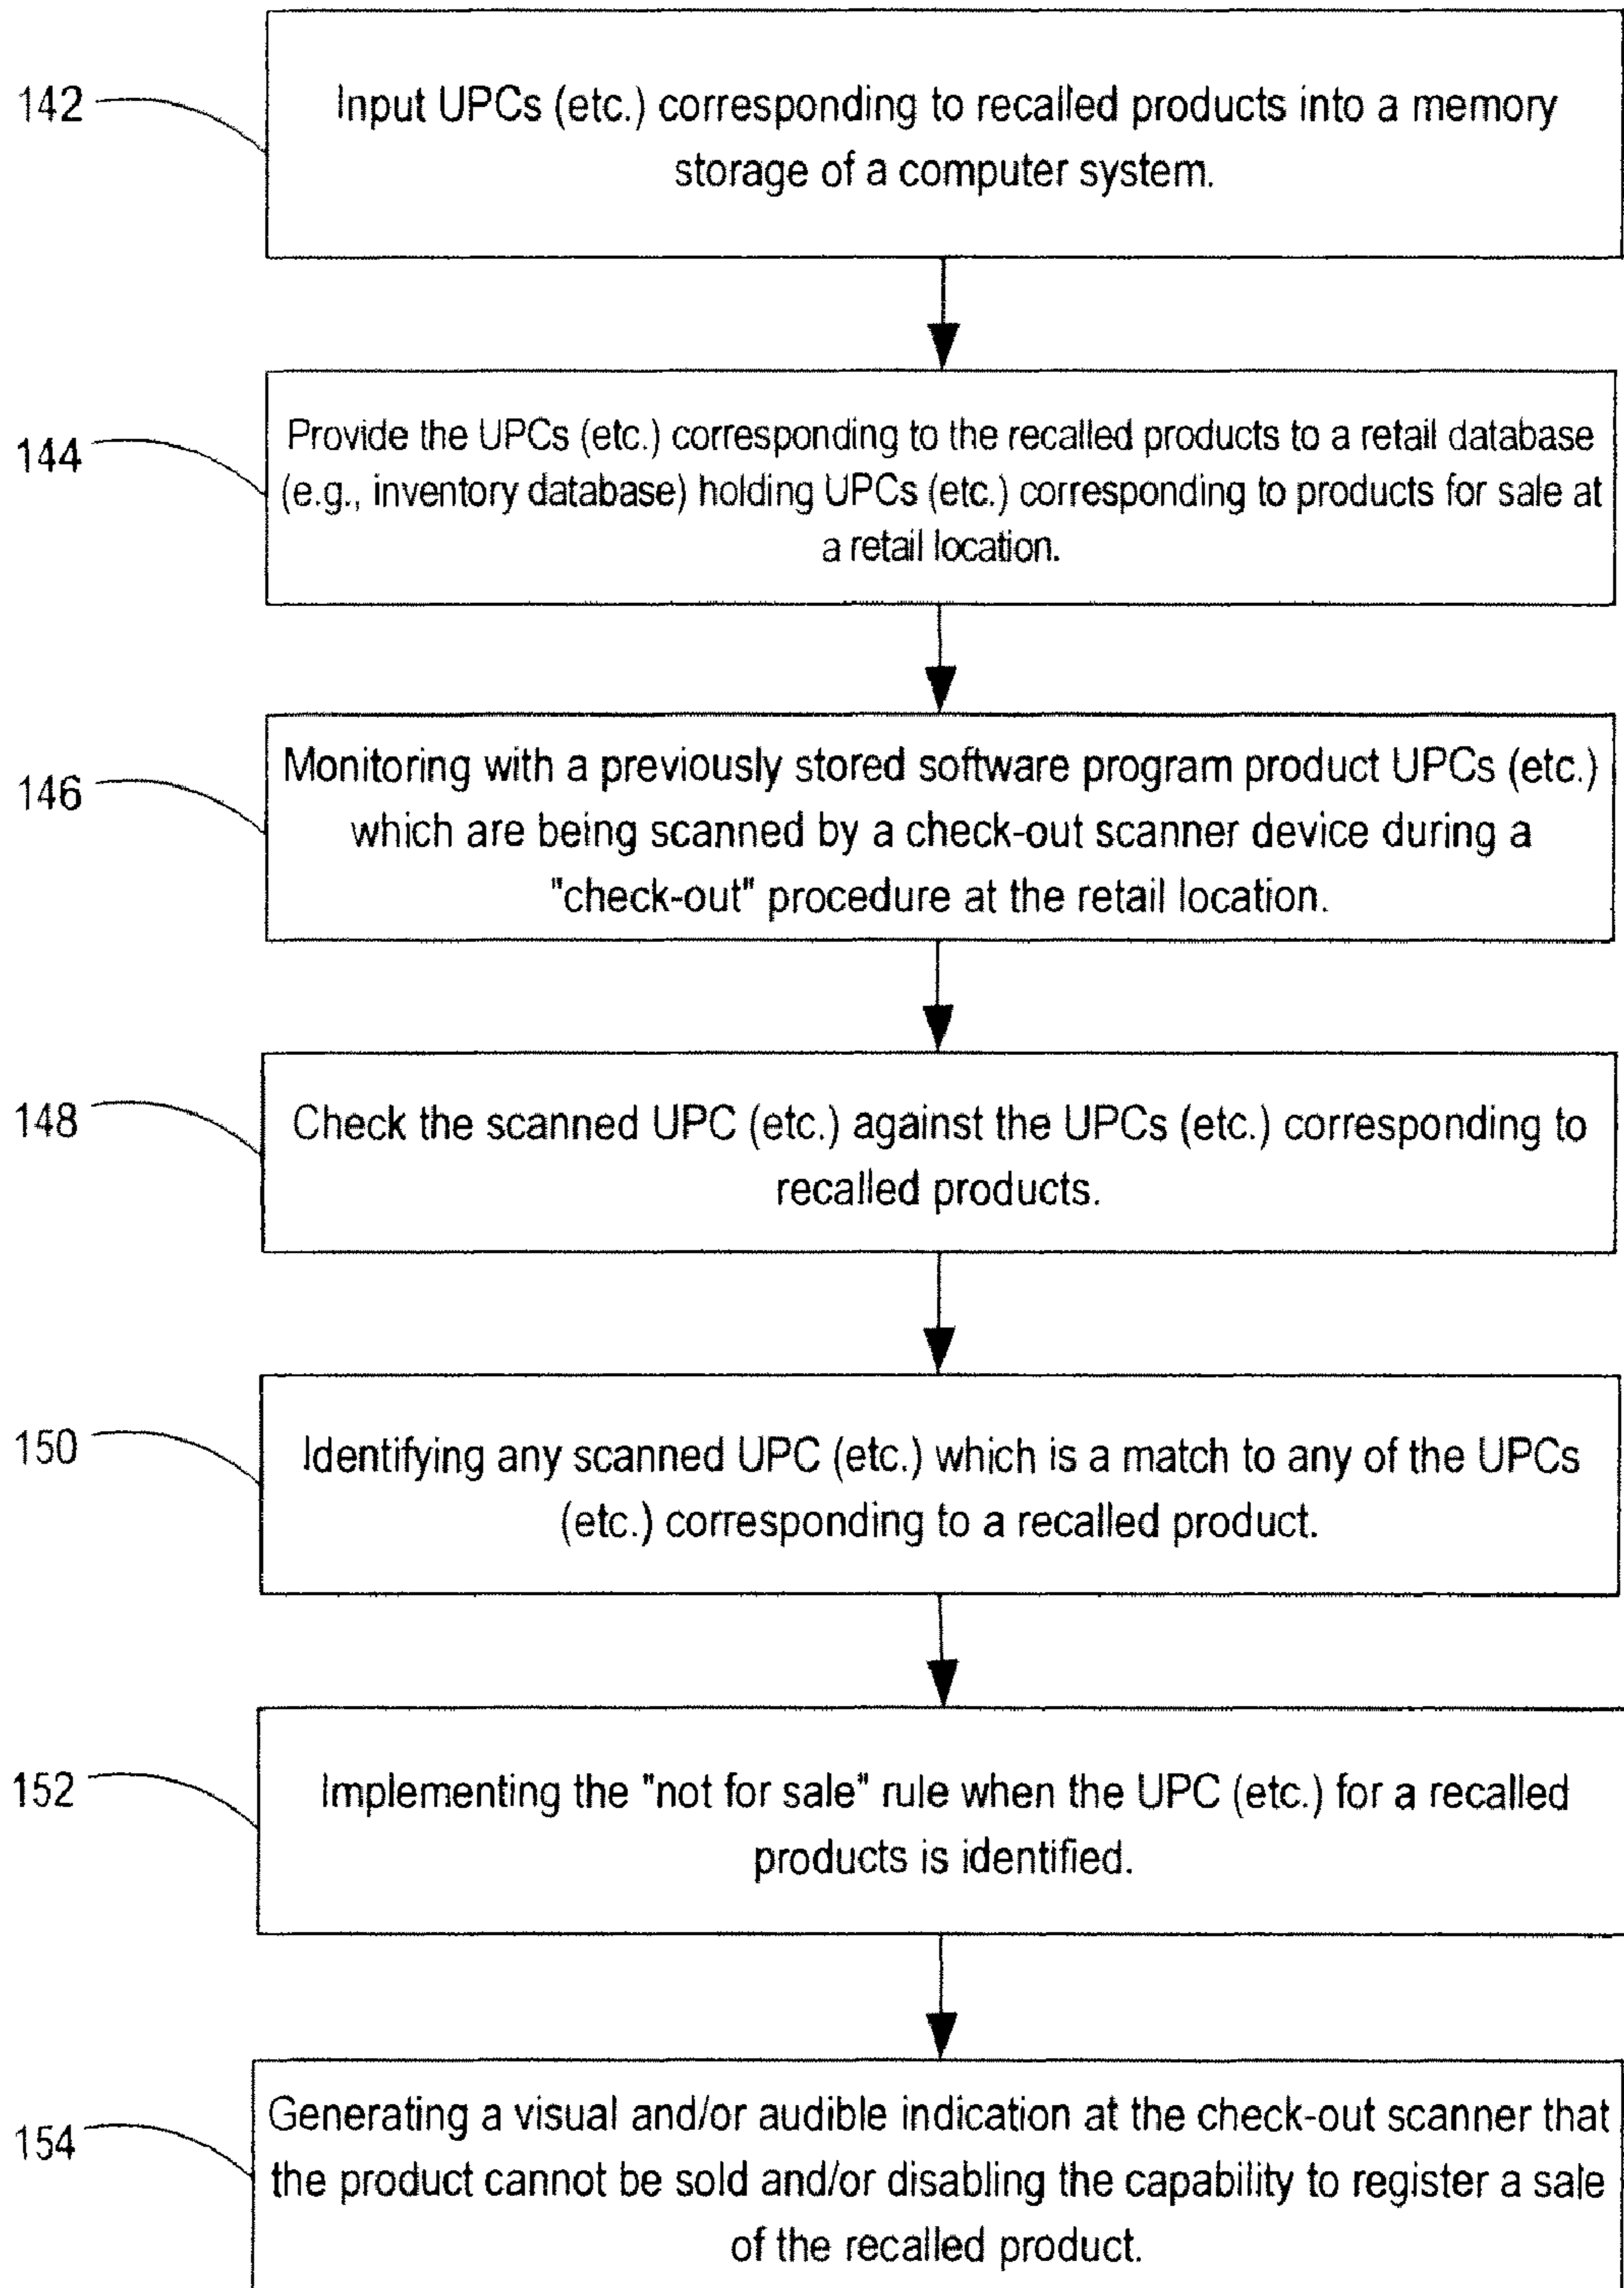 142
Input UPCs (etc.) corresponding to recalled products into a memory
storage of a computer system.
144
Provide the UPCs (etc.) corresponding to the recalled products to a retail database
(e.g., inventory database) holding UPCs (etc.) corresponding to products for sale at
a retail location.
146
Monitoring with a previously stored software program product UPCs (etc.)
which are being scanned by a check-out scanner device during a
"check-out" procedure at the retail location.
148
Check the scanned UPC (etc.) against the UPCs (etc.) corresponding to
recalled products.
150
Identifying any scanned UPC (etc.) which is a match to any of the UPCs
(etc.) corresponding to a recalled product.
152
Implementing the "not for sale" rule when the UPC (etc.) for a recalled
products is identified.
154
Generating a visual and/or audible indication at the check-out scanner that
the product cannot be sold and/or disabling the capability to register a sale
of the recalled product.